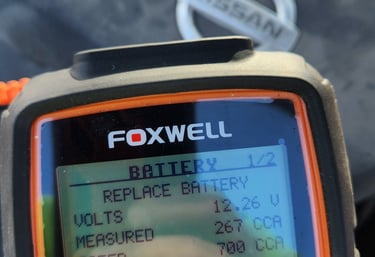 NISSAN
FOXWELL
BATTERY 1/2
REPLACE BATTERY
VOLTS 12.26 V
MEASURED 267 CCA
700 CCA